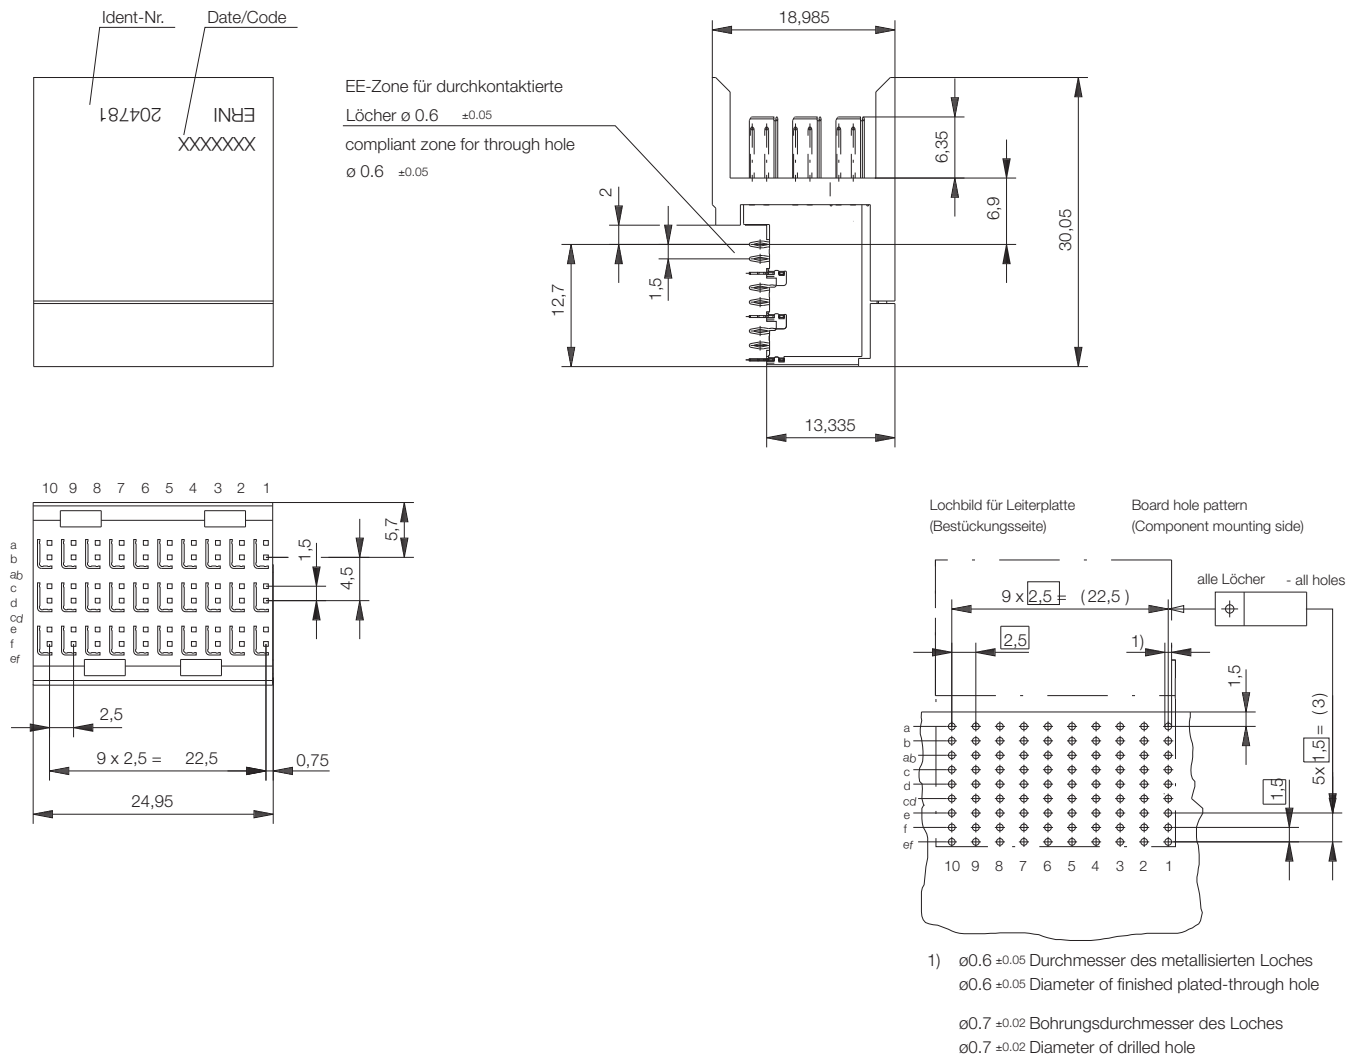 Ident-Nr.
Date/Code
204781
ERNI
XXXXXXX
EE-Zone für durchkontaktierte
Löcher ø 0.6 ±0.05
compliant zone for through hole
ø 0.6 ±0.05
18,985
6,35
6,9
30,05
2
1,5
12,7
13,335
10 9 8 7 6 5 4 3 2 1
a
b
ab
c
d
cd
e
f
ef
5,7
1,5
4,5
2,5
9 x 2,5 = 22,5
0,75
24,95
Lochbild für Leiterplatte
(Bestückungsseite)
Board hole pattern
(Component mounting side)
alle Löcher - all holes
9 x 2,5 = (22,5 )
2,5
1)
1,5
5x 1,5 = (3)
1,5
a
b
ab
c
d
cd
e
f
ef
10 9 8 7 6 5 4 3 2 1
1) ø0.6 ±0.05 Durchmesser des metallisierten Loches
ø0.6 ±0.05 Diameter of finished plated-through hole
ø0.7 ±0.02 Bohrungsdurchmesser des Loches
ø0.7 ±0.02 Diameter of drilled hole